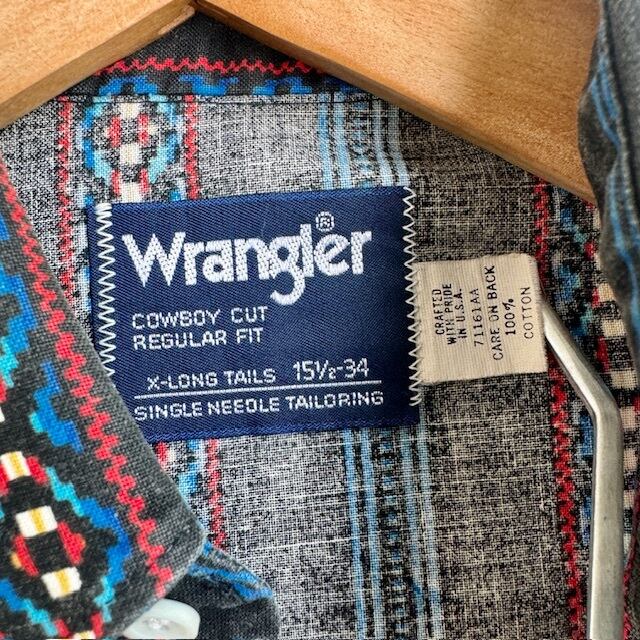 Wrangler®
COWBOY CUT
REGULAR FIT
X-LONG TAILS 15½-34
SINGLE NEEDLE TAILORING
CRAFTED
WITH PRIDE
IN U.S.A.
71161AA
CARE ON BACK
100%
COTTON